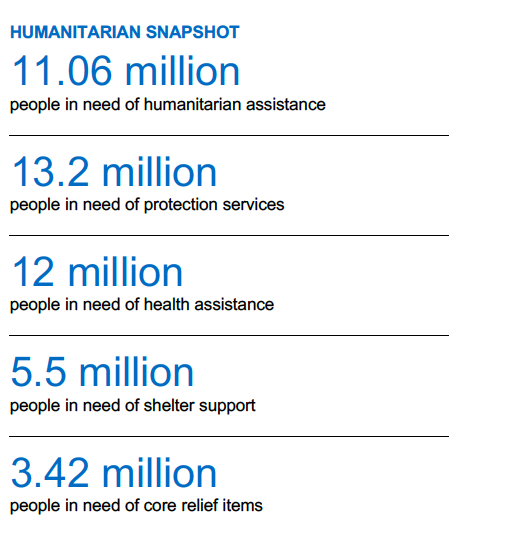 HUMANITARIAN SNAPSHOT
11.06 million
people in need of humanitarian assistance
13.2 million
people in need of protection services
12 million
people in need of health assistance
5.5 million
people in need of shelter support
3.42 million
people in need of core relief items